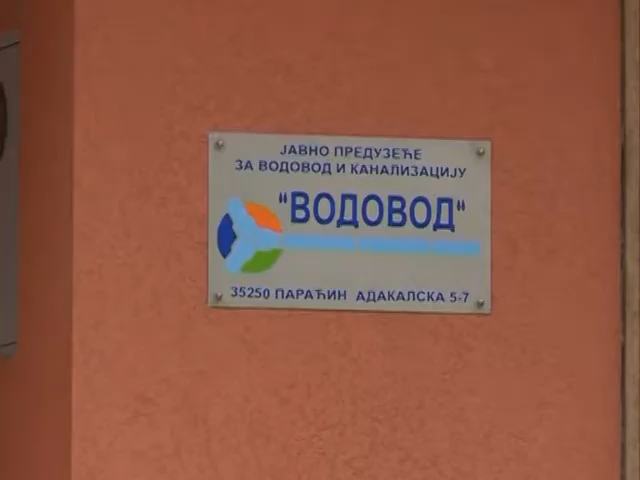 ЈАВНО ПРЕДУЗЕЋЕ
ЗА ВОДОВОД И КАНАЛИЗАЦИЈУ
"ВОДОВОД"
35250 ПАРАЋИН АДАКАЛСКА 5-7